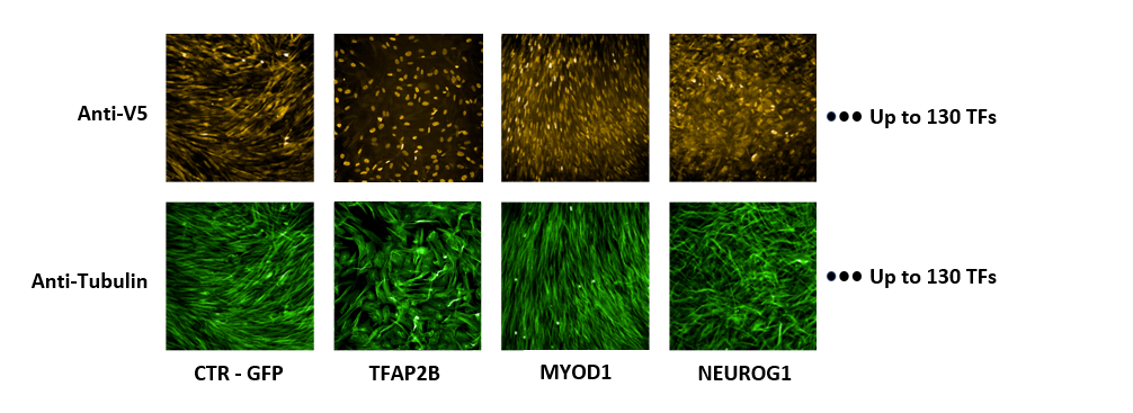 Anti-V5
●●● Up to 130 TFs
Anti-Tubulin
●●● Up to 130 TFs
CTR - GFP
TFAP2B
MYOD1
NEUROG1